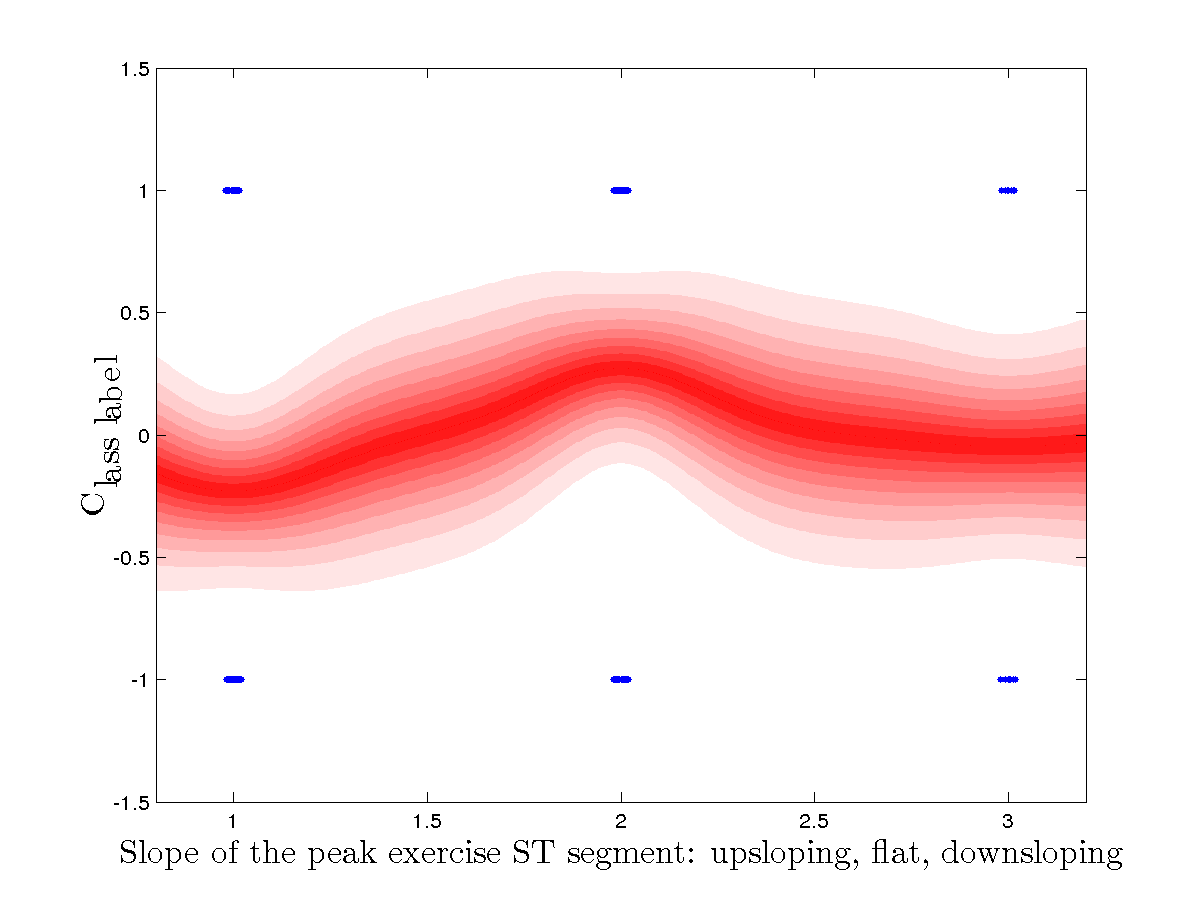 1.5
1
0.5
0
-0.5
-1
-1.5
Class label
1 1.5 2 2.5 3
Slope of the peak exercise ST segment: upsloping, flat, downsloping